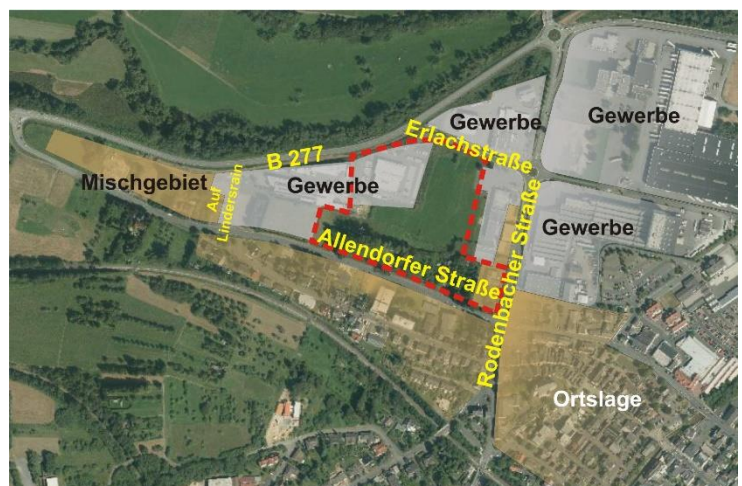 Gewerbe
Gewerbe
Erlachstraße
B 277
Mischgebiet
Gewerbe
Auf
Lindersrain
Gewerbe
Allendorfer Straße
Rodenbacher Straße
Ortslage